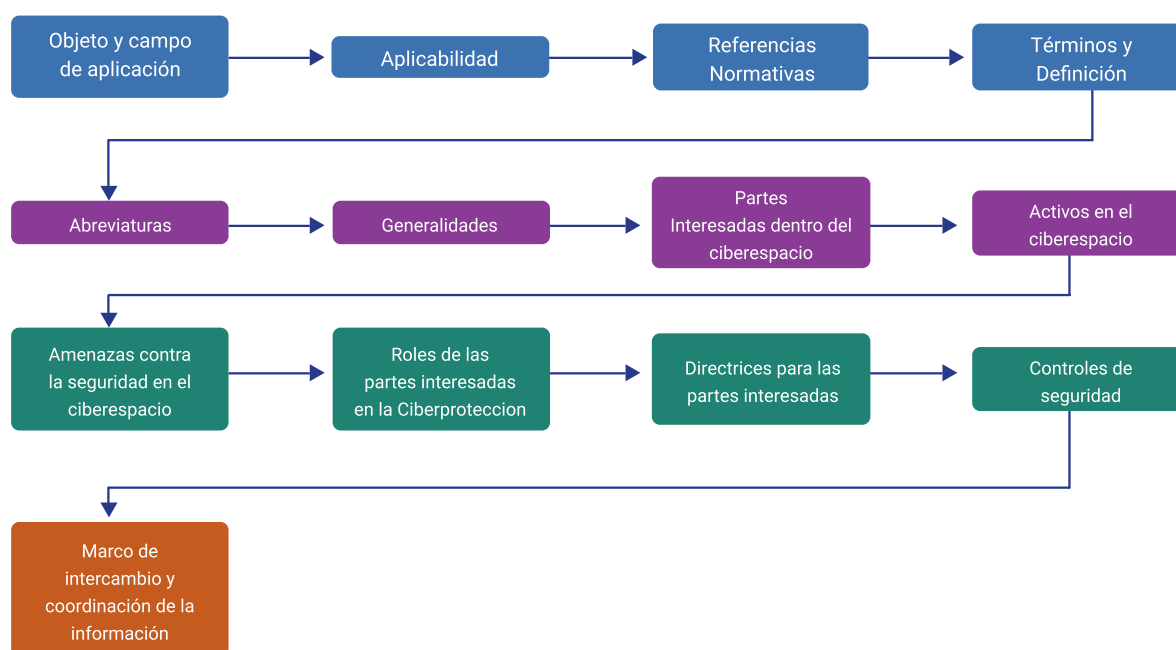 Objeto y campo
de aplicación
Aplicabilidad
Referencias
Normativas
Términos y
Definición
Abreviaturas
Generalidades
Partes
Interesadas dentro del
ciberespacio
Activos en el
ciberespacio
Amenazas contra
la seguridad en el
ciberespacio
Roles de las
partes interesadas
en la Ciberproteccion
Directrices para las
partes interesadas
Controles de
seguridad
Marco de
intercambio y
coordinación de la
información